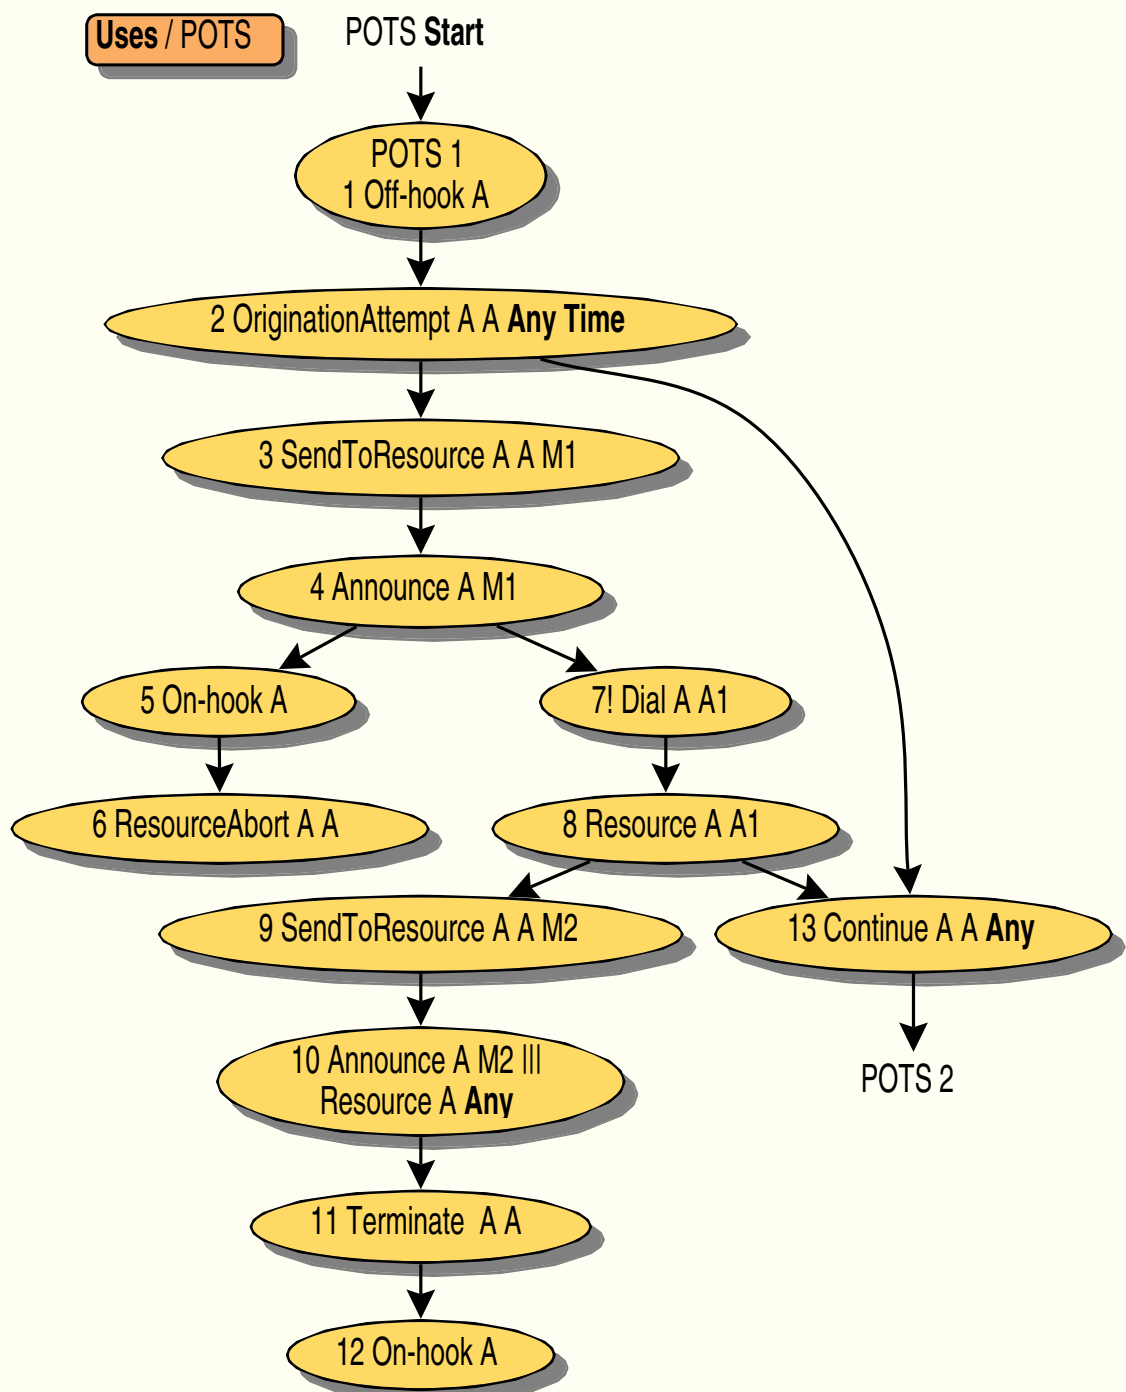 Uses / POTS
POTS Start
POTS 1
1 Off-hook A
2 OriginationAttempt A A Any Time
3 SendToResource A A M1
4 Announce A M1
5 On-hook A
7! Dial A A1
6 ResourceAbort A A
8 Resource A A1
9 SendToResource A A M2
13 Continue A A Any
10 Announce A M2 |||
Resource A Any
POTS 2
11 Terminate A A
12 On-hook A